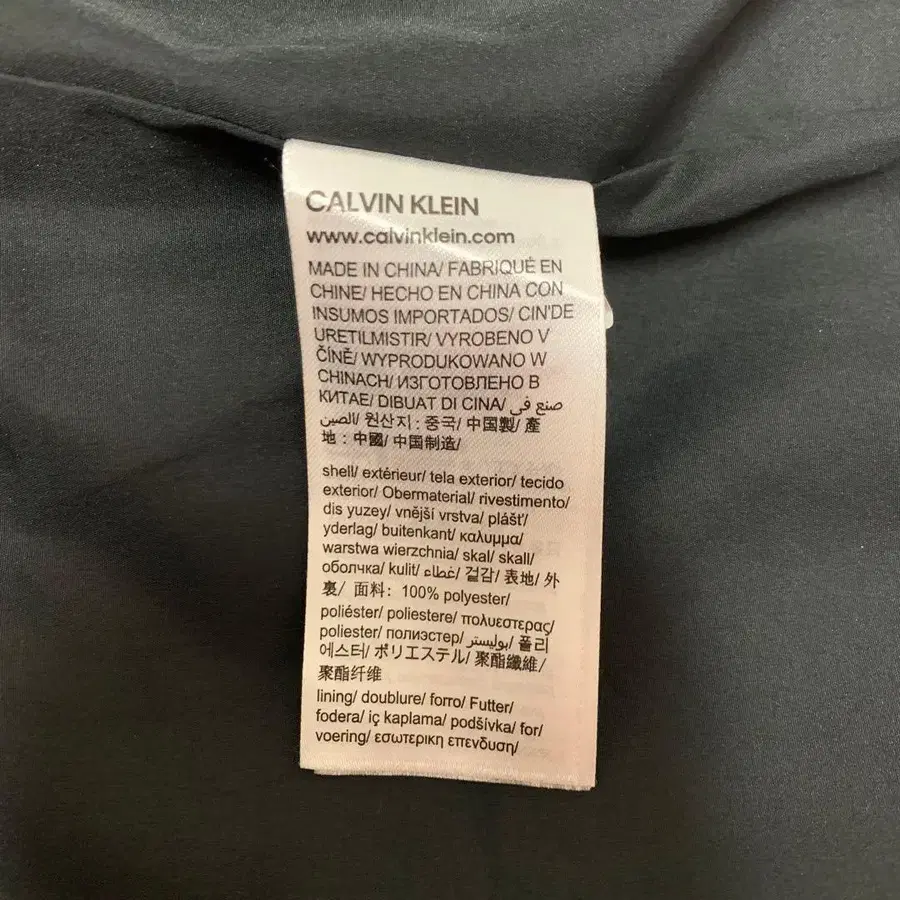 CALVIN KLEIN
www.calvinklein.com
MADE IN CHINA/ FABRIQUÉ EN
CHINE/ HECHO EN CHINA CON
INSUMOS IMPORTADOS/ CIN'DE
URETILMISTIR/ VYROBENO V
ČÍNĚ/ WYPRODUKOWANO W
CHINACH/ ИЗГОТОВЛЕНО В
КИТАЕ/ DIBUAT DI CINA/ صنع في
الصين/ 원산지 : 중국/ 中国製/ 產
地 : 中國/ 中国制造/
shell/ extérieur/ tela exterior/ tecido
exterior/ Obermaterial/ rivestimento/
dis yuzey/ vnější vrstva/ plášť/
yderlag/ buitenkant/ καλυμμα/
warstwa wierzchnia/ skal/ skall/
оболчка/ kulit/ غطاء/ 겉감/ 表地/ 外
裏/ 面料: 100% polyester/
poliéster/ poliestere/ πολυεστερας/
poliester/ полиэстер/ بوليستر/ 폴리
에스터/ ポリエステル/ 聚酯纖維/
聚酯纤维
lining/ doublure/ forro/ Futter/
fodera/ iç kaplama/ podšívka/ for/
voering/ εσωτερικη επενδυση/